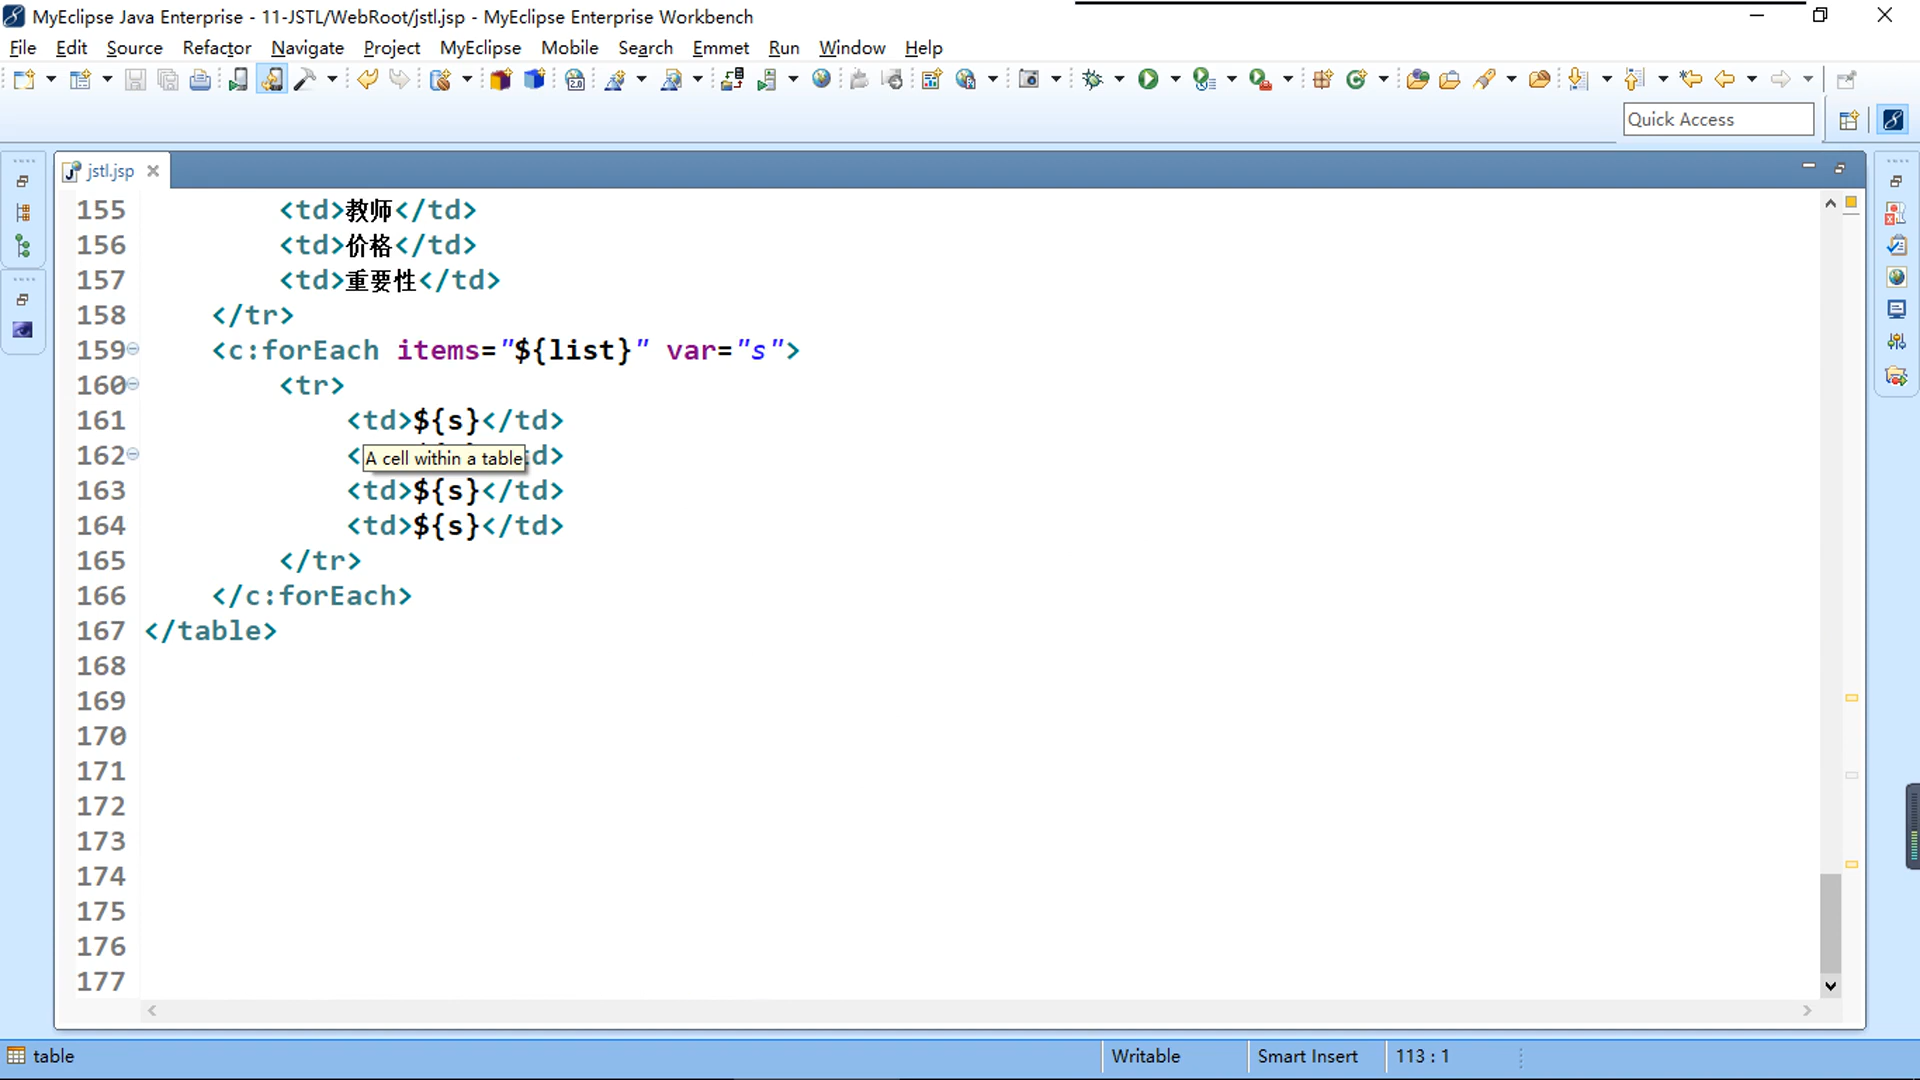 MyEclipse Java Enterprise - 11-JSTL/WebRoot/jstl.jsp - MyEclipse Enterprise Workbench
File Edit Source Refactor Navigate Project MyEclipse Mobile Search Emmet Run Window Help
Quick Access
jstl.jsp
155 <td>教师</td>
156 <td>价格</td>
157 <td>重要性</td>
158 </tr>
159 <c:forEach items="${list}" var="s">
160 <tr>
161 <td>${s}</td>
162 < d>
A cell within a table
163 <td>${s}</td>
164 <td>${s}</td>
165 </tr>
166 </c:forEach>
167 </table>
168
169
170
171
172
173
174
175
176
177
table Writable Smart Insert 113 : 1